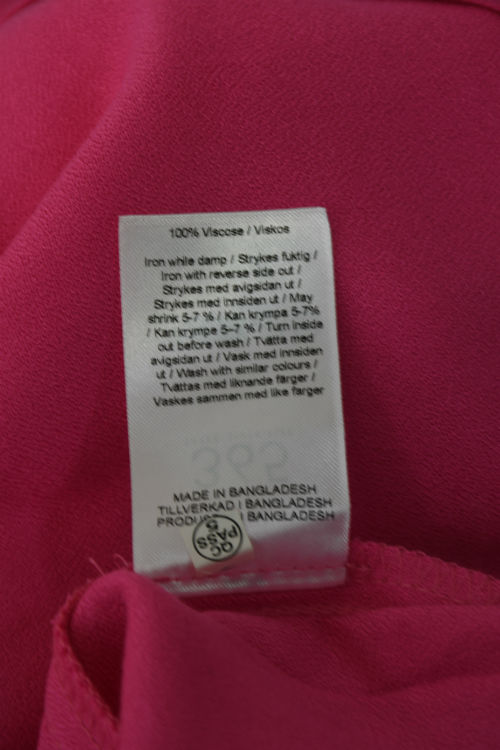 100% Viscose / Viskos
Iron while damp / Strykes fuktig /
Iron with reverse side out /
Strykes med avigsidan ut /
Strykes med innsiden ut / May
shrink 5-7 % / Kan krympa 5-7%
/ Kan krympe 5-7 % / Turn inside
out before wash / Tvätta med
avigsidan ut / Vask med innsiden
ut / Wash with similar colours /
Tvättas med liknande färger /
Vaskes sammen med like farger
MADE IN BANGLADESH
TILLVERKAD I BANGLADESH
I BANGLADESH
QC
PASS
5